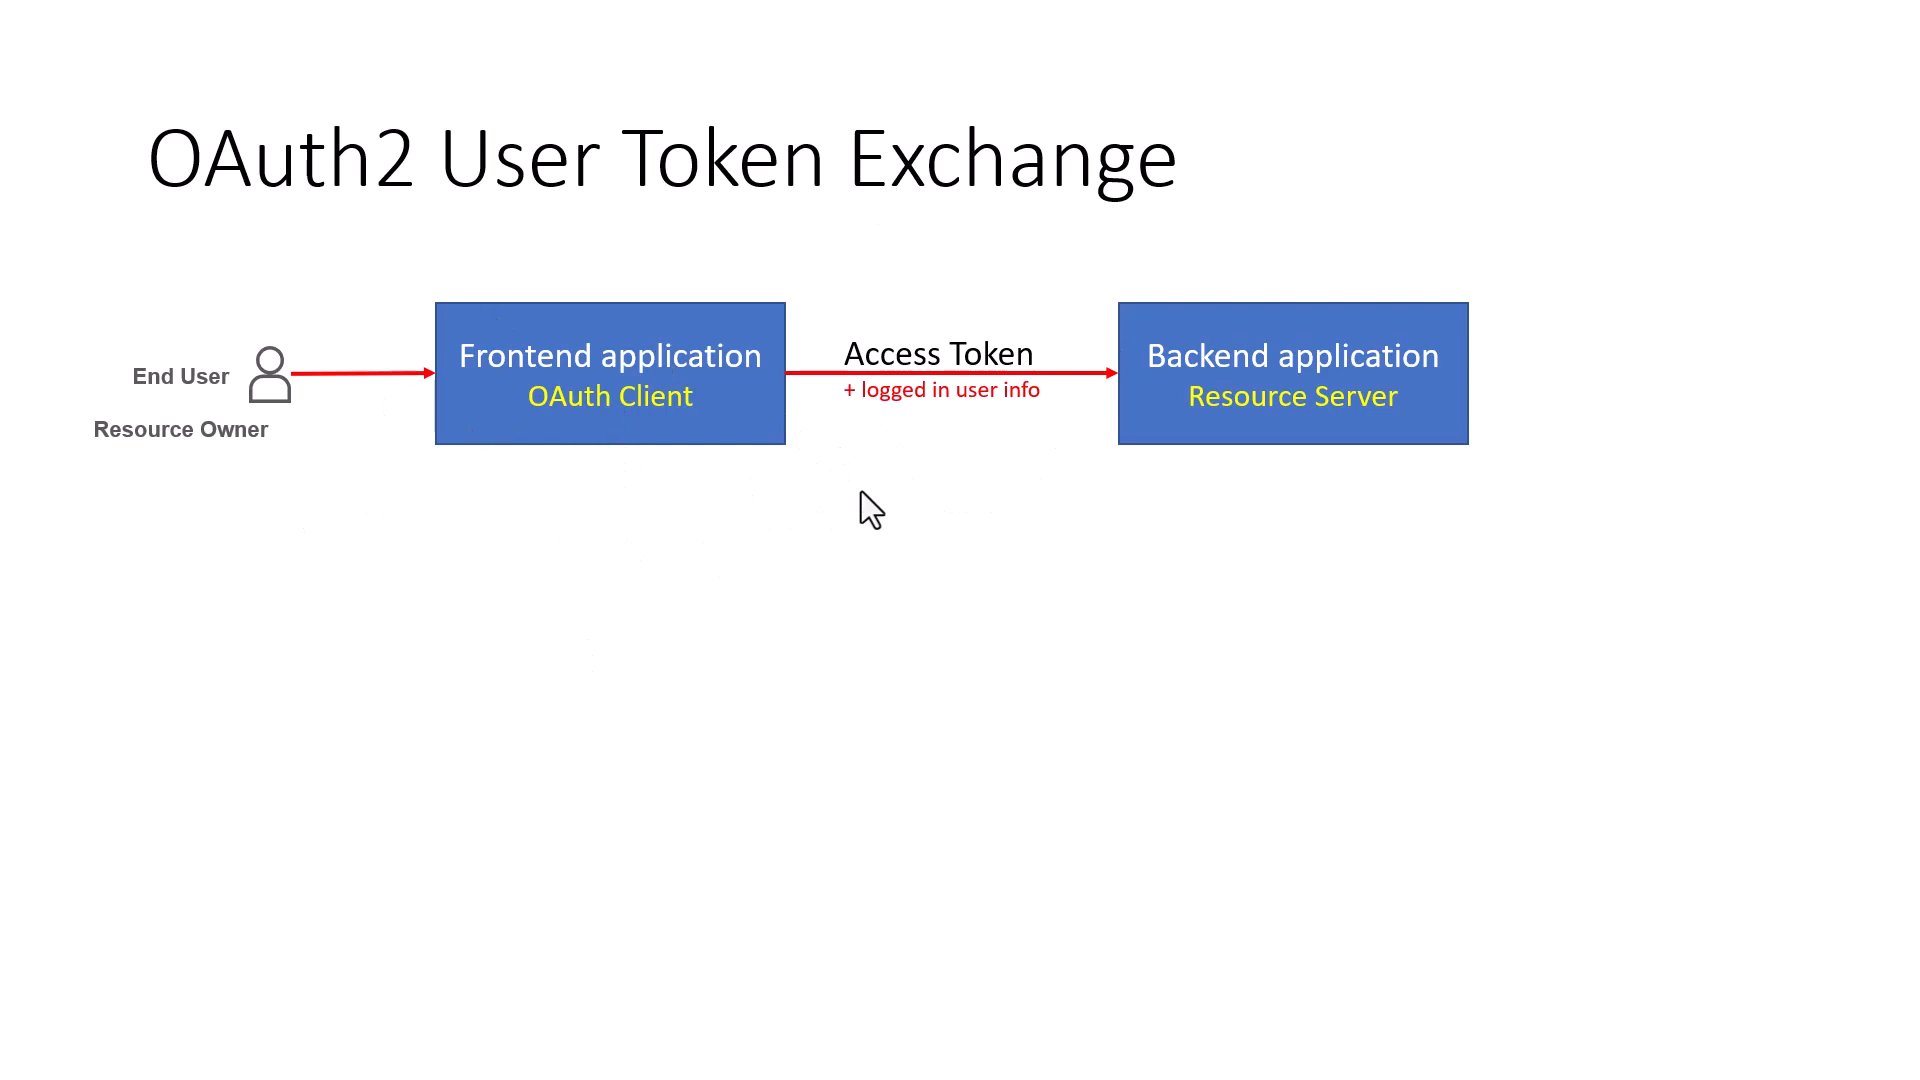 OAuth2 User Token Exchange
End User
Resource Owner
Frontend application
OAuth Client
Access Token
+ logged in user info
Backend application
Resource Server